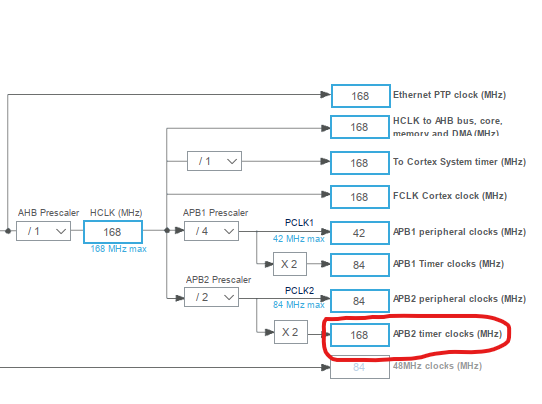 168
Ethernet PTP clock (MHz)
168
HCLK to AHB bus, core,
memory and DMA (MHz)
/ 1
168
To Cortex System timer (MHz)
168
FCLK Cortex clock (MHz)
AHB Prescaler
HCLK (MHz)
APB1 Prescaler
/ 1
168
168 MHz max
/ 4
PCLK1
42 MHz max
42
APB1 peripheral clocks (MHz)
X 2
84
APB1 Timer clocks (MHz)
APB2 Prescaler
/ 2
PCLK2
84 MHz max
84
APB2 peripheral clocks (MHz)
X 2
168
APB2 timer clocks (MHz)
84
48MHz clocks (MHz)